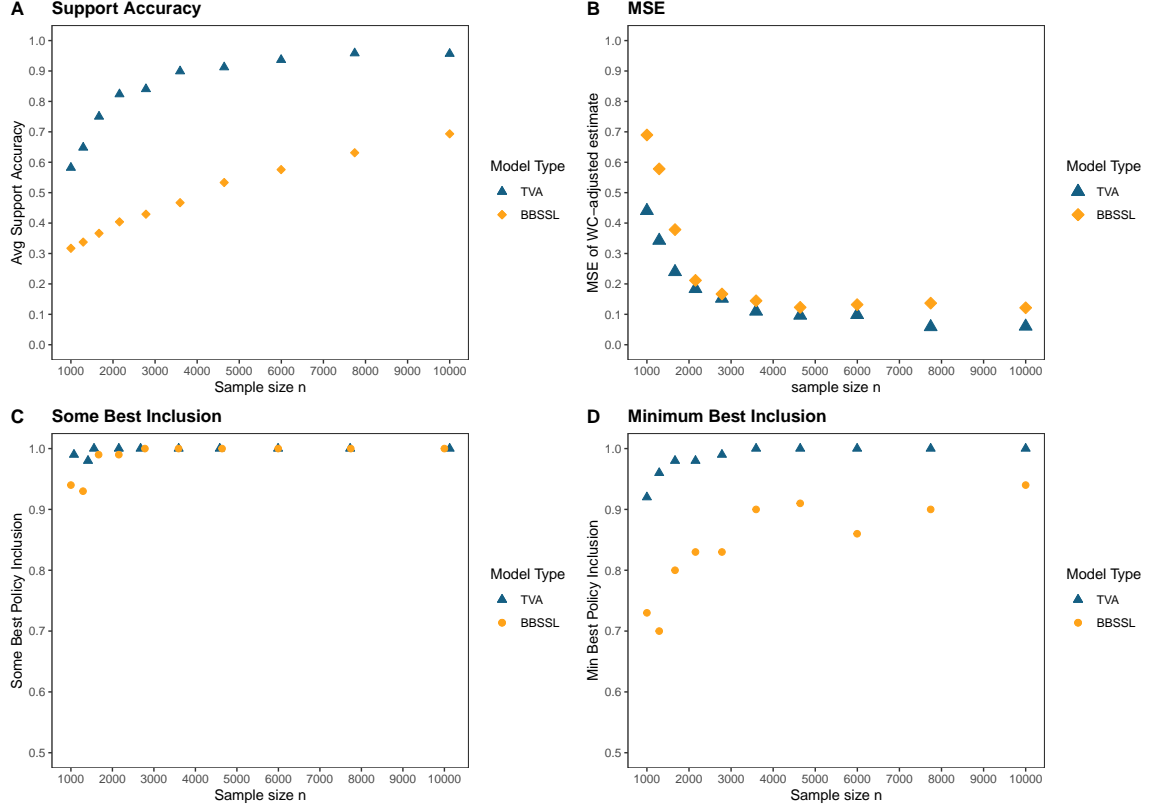 A Support Accuracy
1.0
0.9
0.8
0.7
0.6
0.5
0.4
0.3
0.2
0.1
0.0
Avg Support Accuracy
1000 2000 3000 4000 5000 6000 7000 8000 9000 10000
Sample size n
Model Type
TVA
BBSSL
B MSE
1.0
0.9
0.8
0.7
0.6
0.5
0.4
0.3
0.2
0.1
0.0
MSE of WC−adjusted estimate
1000 2000 3000 4000 5000 6000 7000 8000 9000 10000
sample size n
Model Type
TVA
BBSSL
C Some Best Inclusion
1.0
0.9
0.8
0.7
0.6
0.5
Some Best Policy Inclusion
1000 2000 3000 4000 5000 6000 7000 8000 9000 10000
Sample size n
Model Type
TVA
BBSSL
D Minimum Best Inclusion
1.0
0.9
0.8
0.7
0.6
0.5
Min Best Policy Inclusion
1000 2000 3000 4000 5000 6000 7000 8000 9000 10000
Sample size n
Model Type
TVA
BBSSL